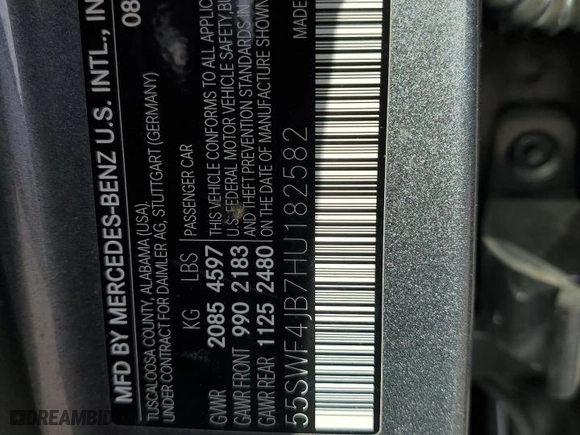 MFD BY MERCEDES-BENZ U.S. INTL., IN
08
TUSCALOOSA COUNTY, ALABAMA (USA),
UNDER CONTRACT FOR DAIMLER AG, STUTTGART (GERMANY)
KG LBS PASSENGER CAR
GVWR 2085 4597
GAWR FRONT 990 2183
GAWR REAR 1125 2480
THIS VEHICLE CONFORMS TO ALL APPLIC
U.S. FEDERAL MOTOR VEHICLE SAFETY, BU
AND THEFT PREVENTION STANDARDS IN
ON THE DATE OF MANUFACTURE SHOWN
MADE
55SWF4JB7HU182582
DREAMBID